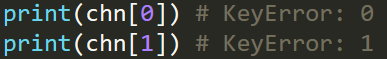 print(chn[0]) # KeyError: 0
print(chn[1]) # KeyError: 1